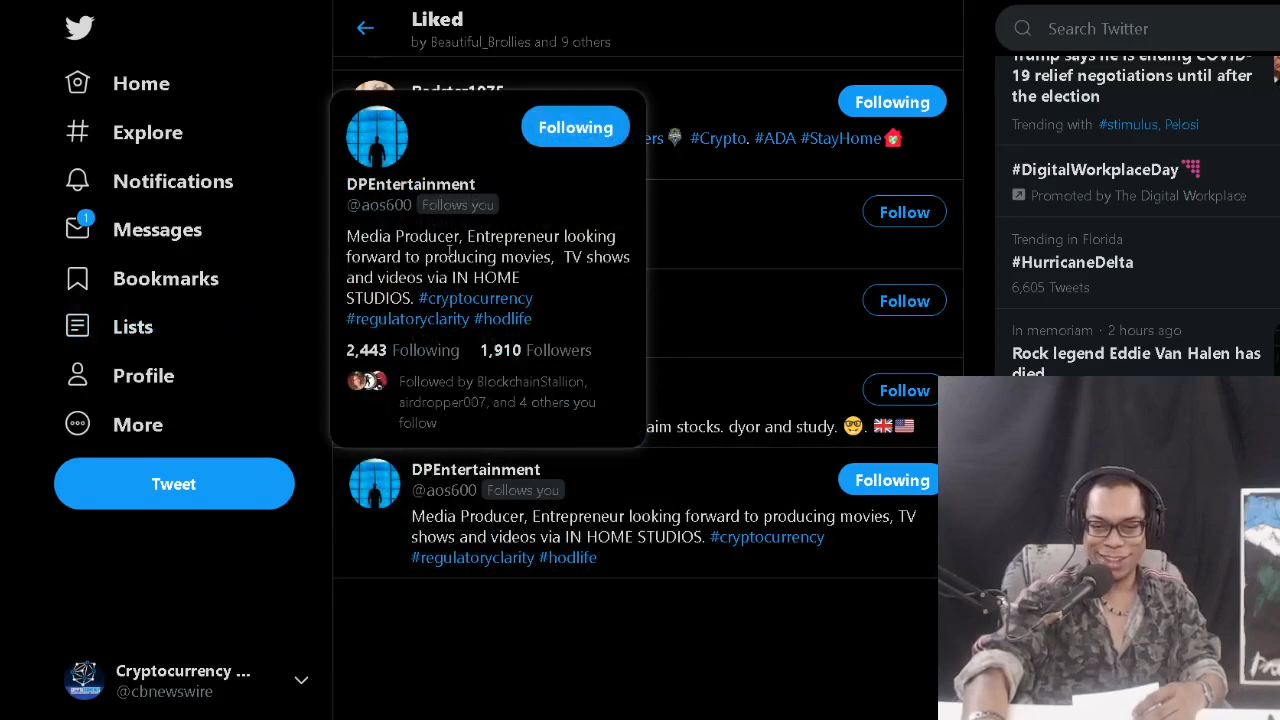 Home
Explore
Notifications
1
Messages
Bookmarks
Lists
Profile
More
Tweet
Cryptocurrency ...
@cbnewswire
Liked
by Beautiful_Brollies and 9 others
Following
#Crypto. #ADA #StayHome
Following
DPEntertainment
@aos600 Follows you
Media Producer, Entrepreneur looking
forward to producing movies, TV shows
and videos via IN HOME
STUDIOS. #cryptocurrency
#regulatoryclarity #hodlife
2,443 Following 1,910 Followers
Followed by BlockchainStallion,
airdropper007, and 4 others you
follow
Follow
Follow
Follow
aim stocks. dyor and study.
DPEntertainment
@aos600 Follows you
Following
Media Producer, Entrepreneur looking forward to producing movies, TV
shows and videos via IN HOME STUDIOS. #cryptocurrency
#regulatoryclarity #hodlife
Search Twitter
Trump says he is ending COVID-
19 relief negotiations until after
the election
Trending with #stimulus, Pelosi
#DigitalWorkplaceDay
Promoted by The Digital Workplace
Trending in Florida
#HurricaneDelta
6,605 Tweets
In memoriam · 2 hours ago
Rock legend Eddie Van Halen has
died